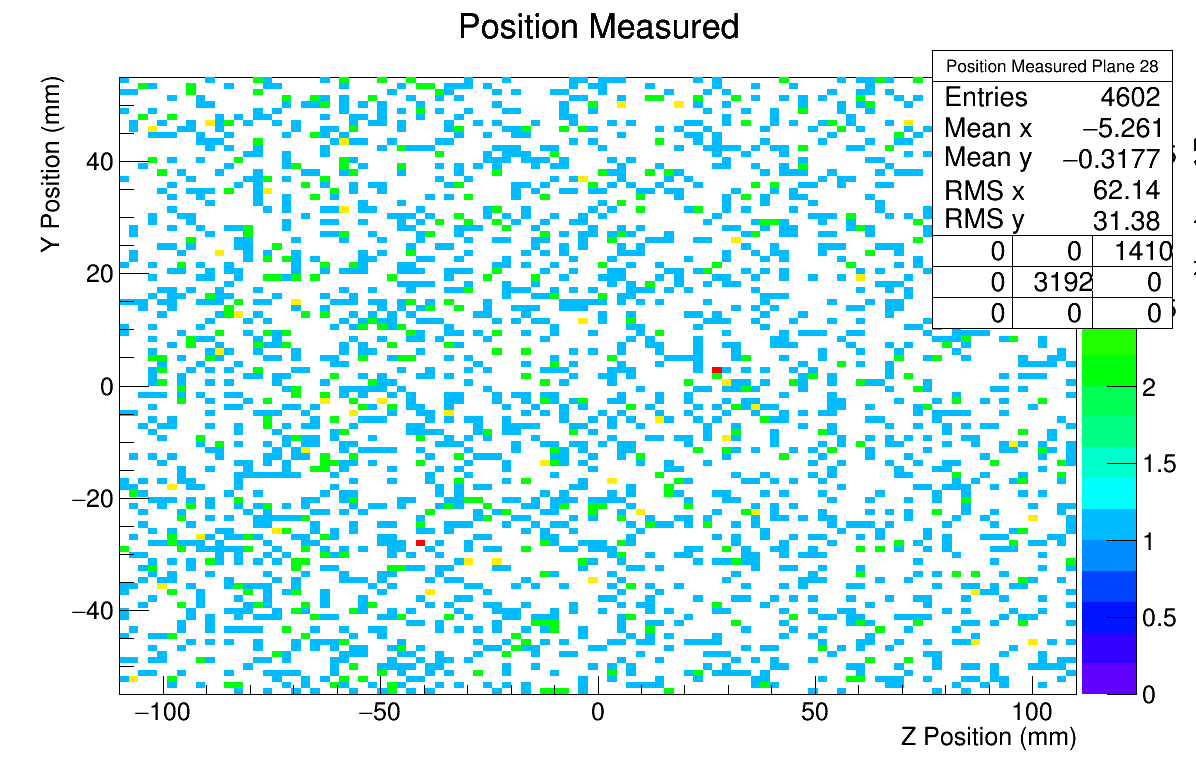 Position Measured
Position Measured Plane 28
Entries 4602
Mean x −5.261
Mean y −0.3177
RMS x 62.14
RMS y 31.38
0 0 1410
0 3192 0
0 0 0
Y Position (mm)
40
20
0
−20
−40
2
1.5
1
0.5
0
−100 −50 0 50 100
Z Position (mm)